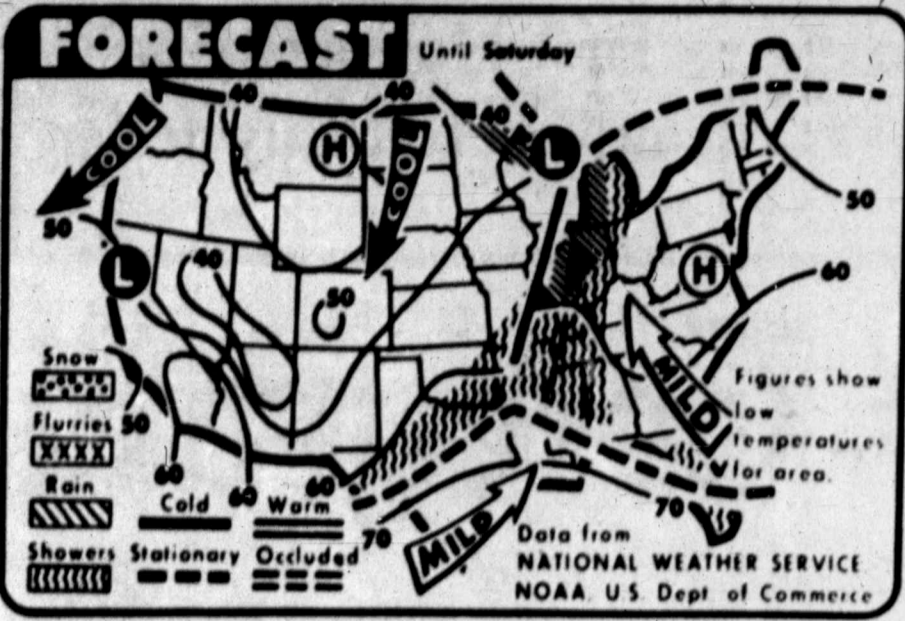 FORECAST
Until Saturday
COOL
40
40
40
H
COOL
L
50
50
L
40
50
H
60
MILD
Snow
Flurries
50
Rain
Showers
60
60
60
Cold
Warm
Stationary
Occluded
70
MILD
70
Figures show
low
temperatures
for area.
Data from
NATIONAL WEATHER SERVICE
NOAA, U.S. Dept of Commerce